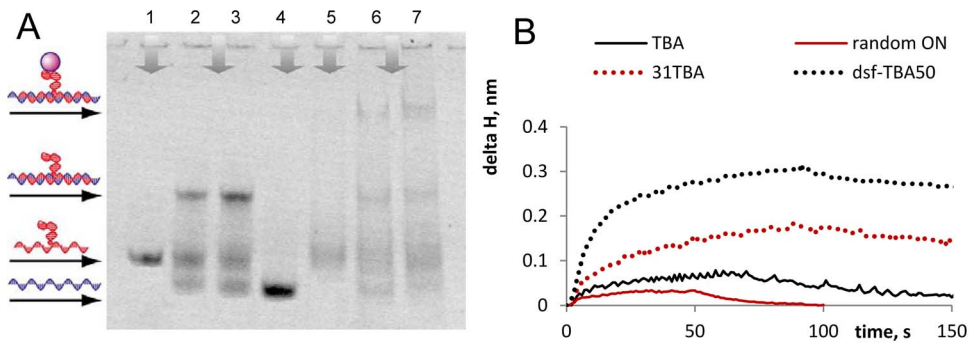 A
1 2 3 4 5 6 7
B
TBA
random ON
31TBA
dsf-TBA50
delta H, nm
0.4
0.3
0.2
0.1
0
0 50 100 time, s 150